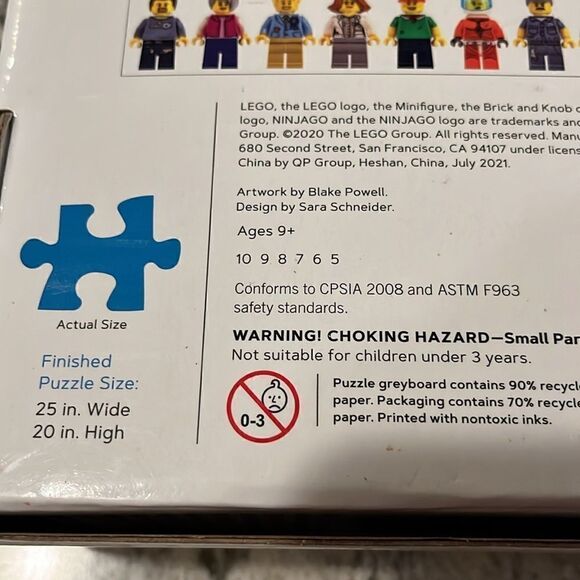 LEGO, the LEGO logo, the Minifigure, the Brick and Knob
logo, NINJAGO and the NINJAGO logo are trademarks
Group. ©2020 The LEGO Group. All rights reserved.
680 Second Street, San Francisco, CA 94107 under
China by QP Group, Heshan, China, July 2021.
Artwork by Blake Powell.
Design by Sara Schneider.
Ages 9+
10 9 8 7 6 5
Conforms to CPSIA 2008 and ASTM F963
safety standards.
WARNING! CHOKING HAZARD—Small
Not suitable for children under 3 years.
0-3
Puzzle greyboard contains 90%
paper. Packaging contains 70%
paper. Printed with nontoxic inks.
Actual Size
Finished
Puzzle Size:
25 in. Wide
20 in. High